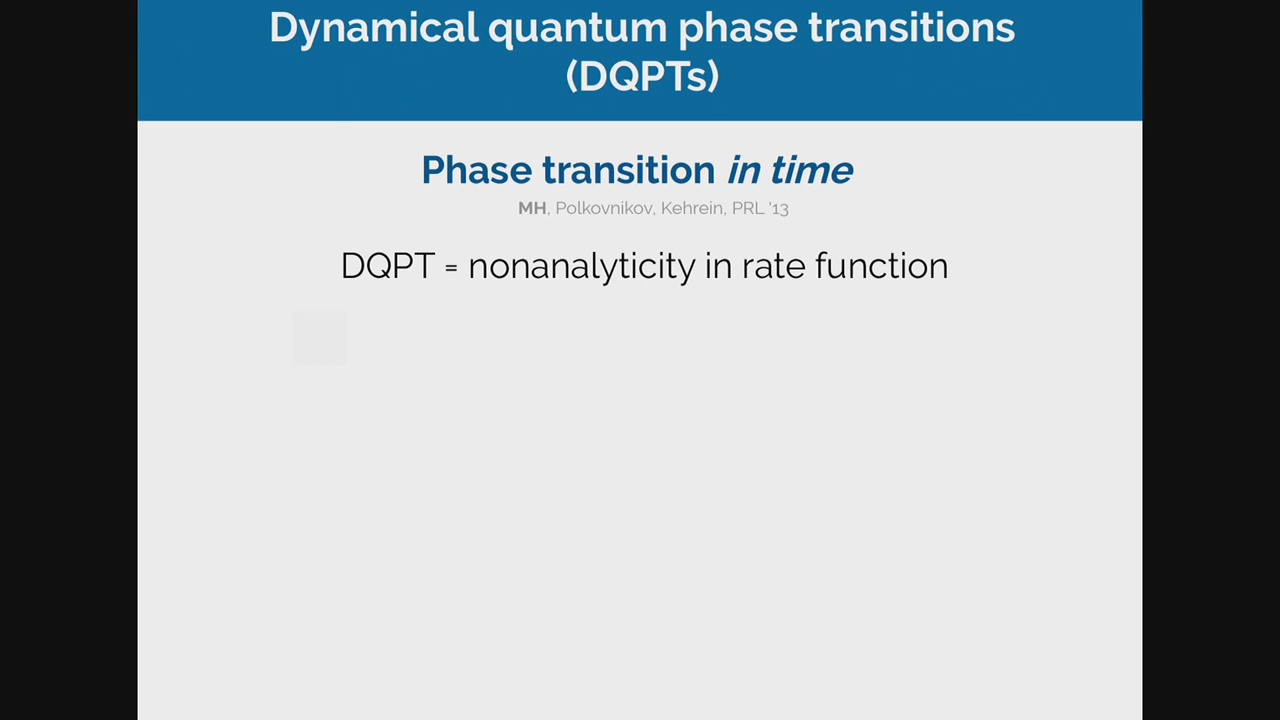 Dynamical quantum phase transitions
(DQPTs)
Phase transition in time
MH, Polkovnikov, Kehrein, PRL '13
DQPT = nonanalyticity in rate function